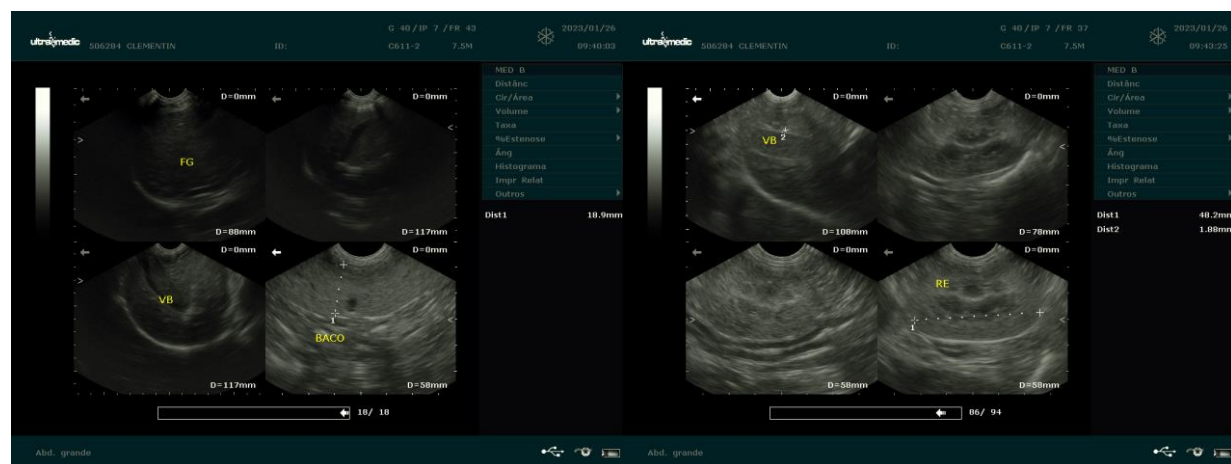 G 40/IP 7 /FR 43
2023/01/26
ultramedic
506284 CLEMENTIN
ID:
C611-2
7.5M
09:40:03
MED B
Distânc
Cir/Área
Volume
Taxa
%Estenose
Âng
Histograma
Impr Relat
Outros
Dist1 18.9mm
D=0mm
D=0mm
FG
D=88mm
D=117mm
D=0mm
D=0mm
VB
1
BACO
D=117mm
D=58mm
18/ 18
Abd. grande
G 40/IP 7 /FR 37
2023/01/26
ultramedic
506284 CLEMENTIN
ID:
C611-2
7.5M
09:43:25
MED B
Distânc
Cir/Área
Volume
Taxa
%Estenose
Âng
Histograma
Impr Relat
Outros
Dist1 48.2mm
Dist2 1.88mm
D=0mm
D=0mm
VB 2
D=108mm
D=78mm
D=0mm
D=0mm
RE
1
D=58mm
D=58mm
86/ 94
Abd. grande